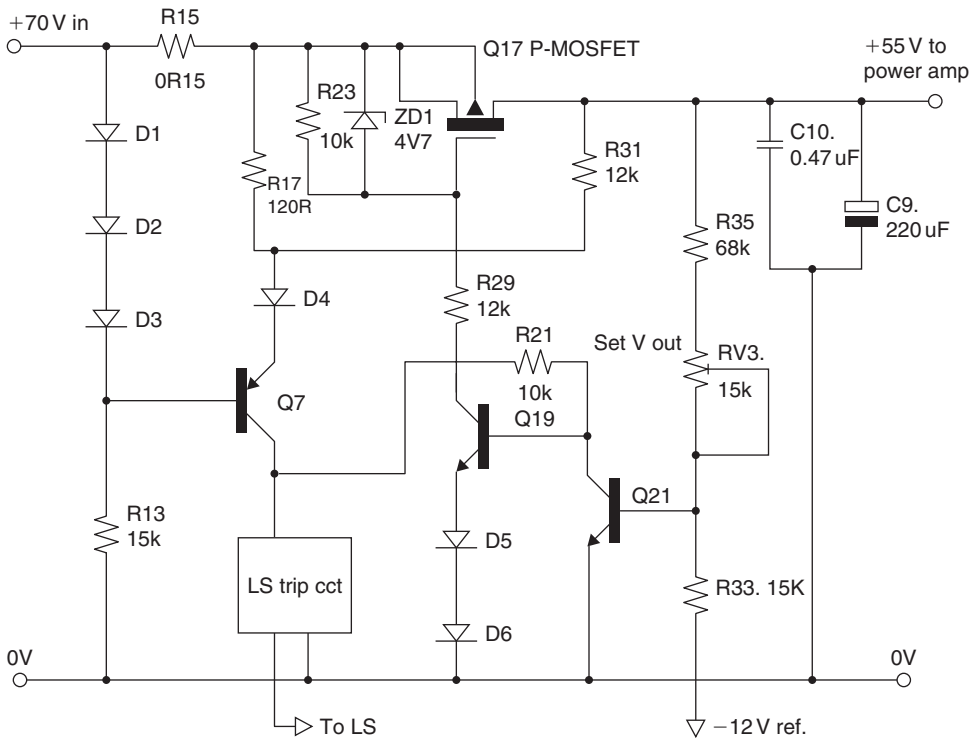 +70 V in
R15
0R15
Q17 P-MOSFET
+55 V to
power amp
D1
R23
10k
ZD1
4V7
R17
120R
R31
12k
C10.
0.47 uF
C9.
220 uF
D2
R35
68k
D3
D4
R29
12k
Set V out
RV3.
15k
R21
10k
Q7
Q19
Q21
R13
15k
LS trip cct
D5
D6
R33. 15K
0V
0V
To LS
−12 V ref.